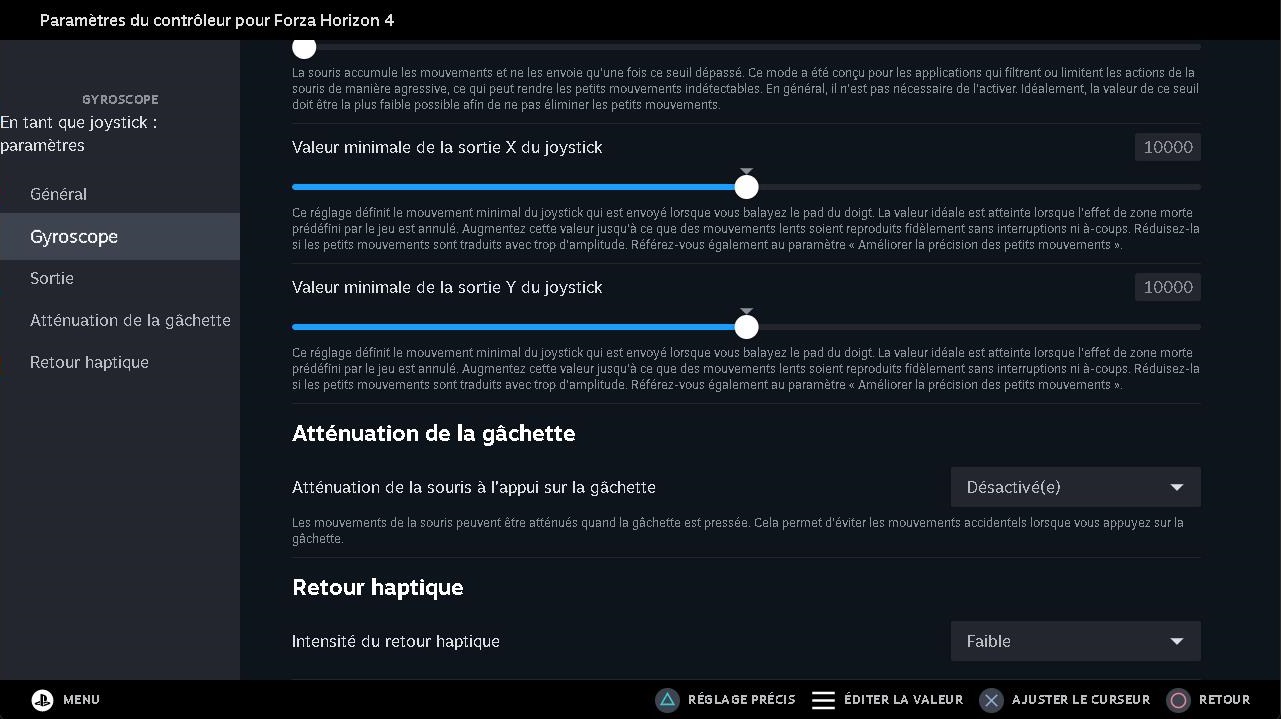 Paramètres du contrôleur pour Forza Horizon 4
GYROSCOPE
En tant que joystick :
paramètres
Général
Gyroscope
Sortie
Atténuation de la gâchette
Retour haptique
La souris accumule les mouvements et ne les envoie qu'une fois ce seuil dépassé. Ce mode a été conçu pour les applications qui filtrent ou limitent les actions de la
souris de manière agressive, ce qui peut rendre les petits mouvements indétectables. En général, il n'est pas nécessaire de l'activer. Idéalement, la valeur de ce seuil
doit être la plus faible possible afin de ne pas éliminer les petits mouvements.
Valeur minimale de la sortie X du joystick
10000
Ce réglage définit le mouvement minimal du joystick qui est envoyé lorsque vous balayez le pad du doigt. La valeur idéale est atteinte lorsque l'effet de zone morte
prédéfini par le jeu est annulé. Augmentez cette valeur jusqu'à ce que des mouvements lents soient reproduits fidèlement sans interruptions ni à-coups. Réduisez-la
si les petits mouvements sont traduits avec trop d'amplitude. Référez-vous également au paramètre « Améliorer la précision des petits mouvements ».
Valeur minimale de la sortie Y du joystick
10000
Ce réglage définit le mouvement minimal du joystick qui est envoyé lorsque vous balayez le pad du doigt. La valeur idéale est atteinte lorsque l'effet de zone morte
prédéfini par le jeu est annulé. Augmentez cette valeur jusqu'à ce que des mouvements lents soient reproduits fidèlement sans interruptions ni à-coups. Réduisez-la
si les petits mouvements sont traduits avec trop d'amplitude. Référez-vous également au paramètre « Améliorer la précision des petits mouvements ».
Atténuation de la gâchette
Atténuation de la souris à l'appui sur la gâchette
Désactivé(e)
Les mouvements de la souris peuvent être atténués quand la gâchette est pressée. Cela permet d'éviter les mouvements accidentels lorsque vous appuyez sur la
gâchette.
Retour haptique
Intensité du retour haptique
Faible
MENU
RÉGLAGE PRÉCIS
ÉDITER LA VALEUR
AJUSTER LE CURSEUR
RETOUR